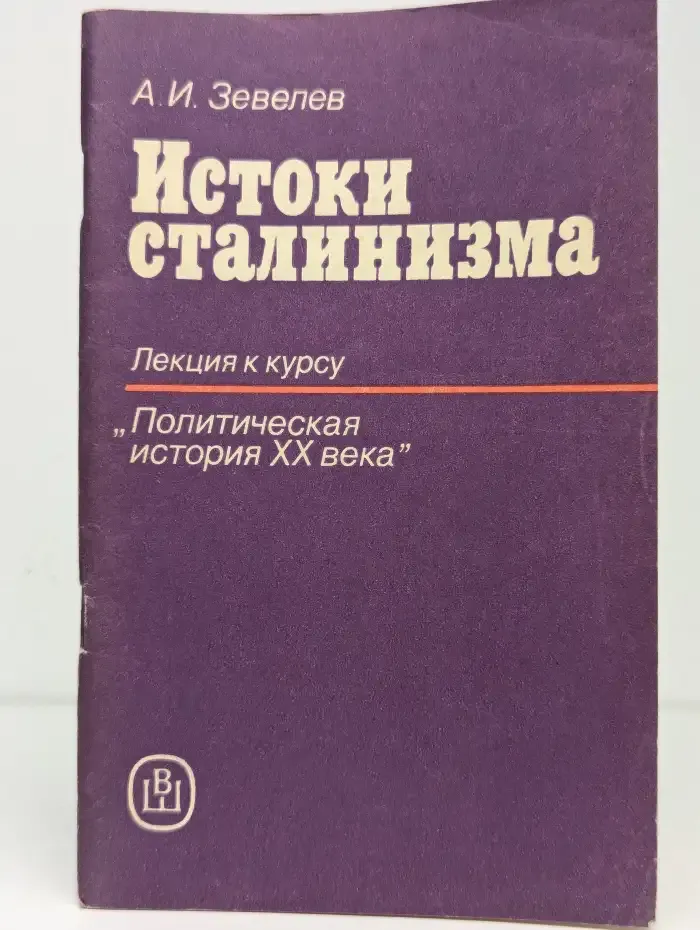 А. И. Зевелев
Истоки
сталинизма
Лекция к курсу
„Политическая
история XX века”
ВШ